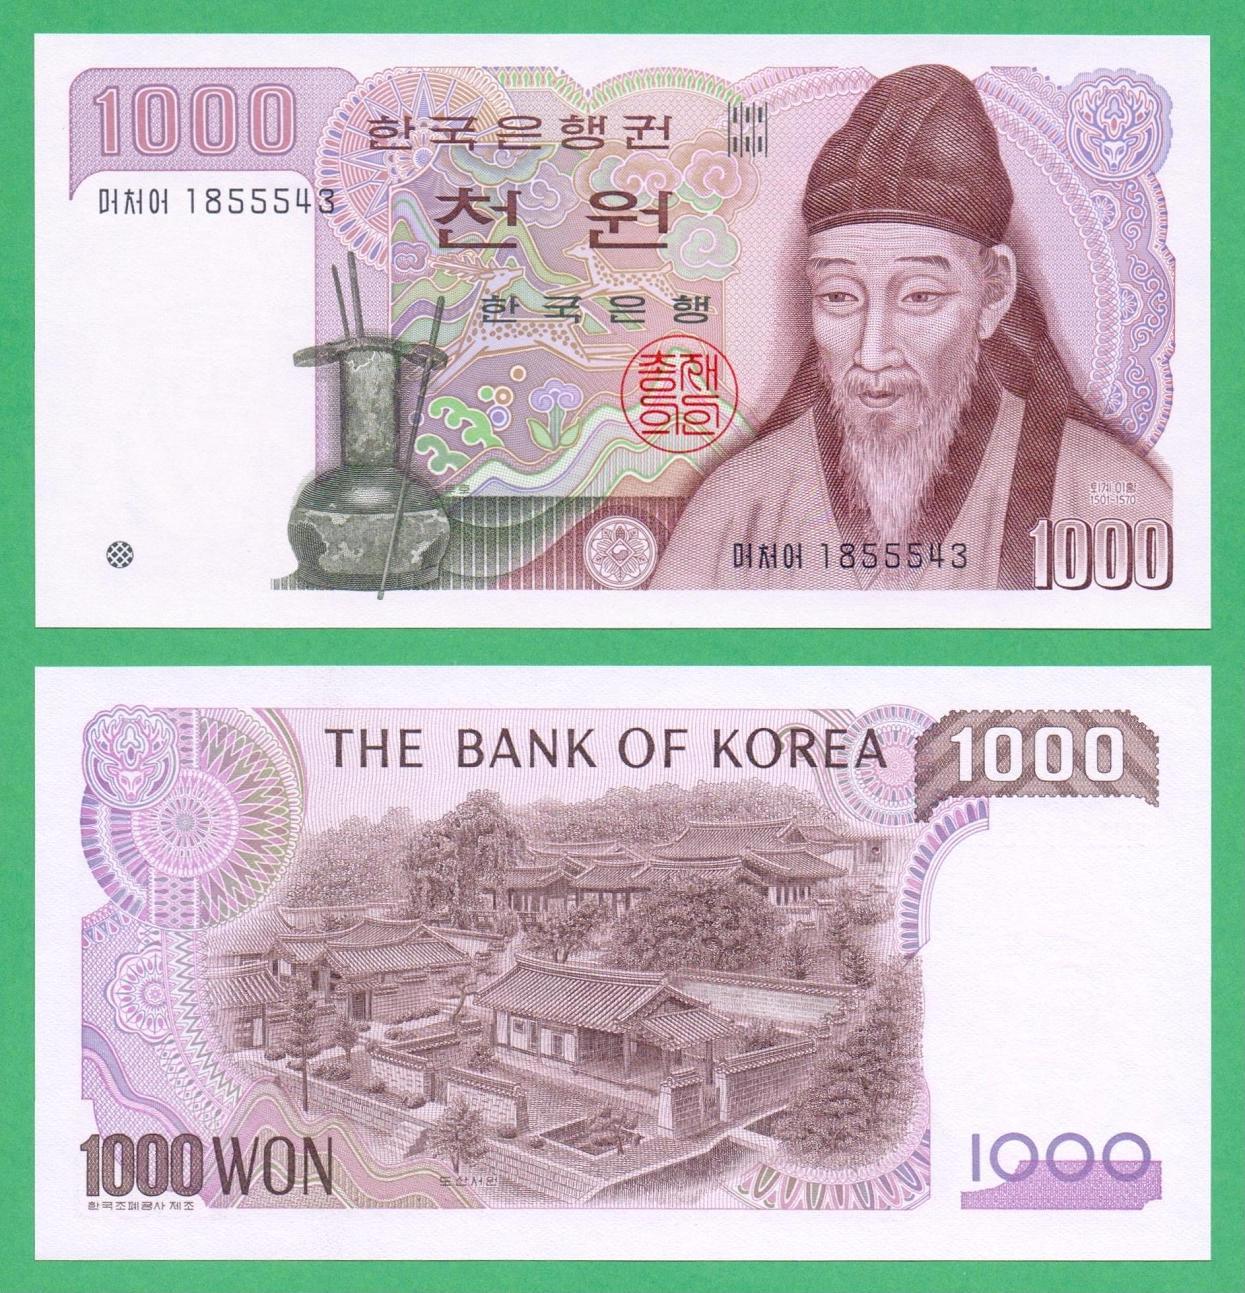 1000
한국은행권
마처어 1855543
천 원
한국은행
총재의인
퇴계 이황
1501-1570
마처어 1855543
1000
THE BANK OF KOREA
1000
1000 WON
한국조폐공사 제조
도산서원
1000